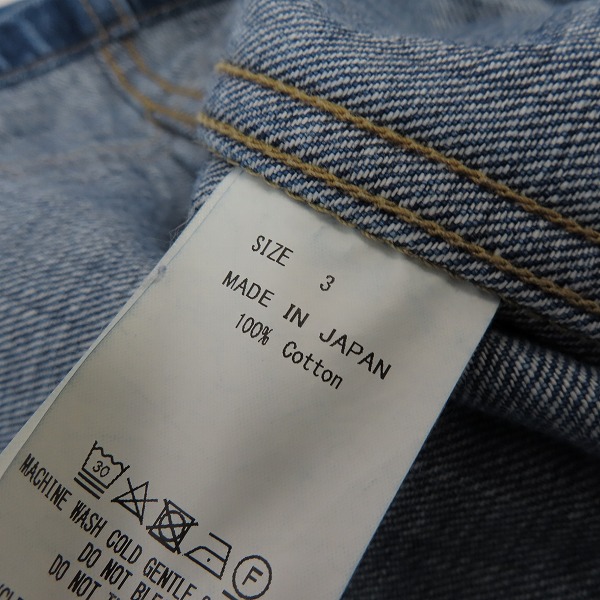 SIZE 3
MADE IN JAPAN
100% Cotton
30
F
MACHINE WASH COLD GENTLE
DO NOT BLE
DO NOT